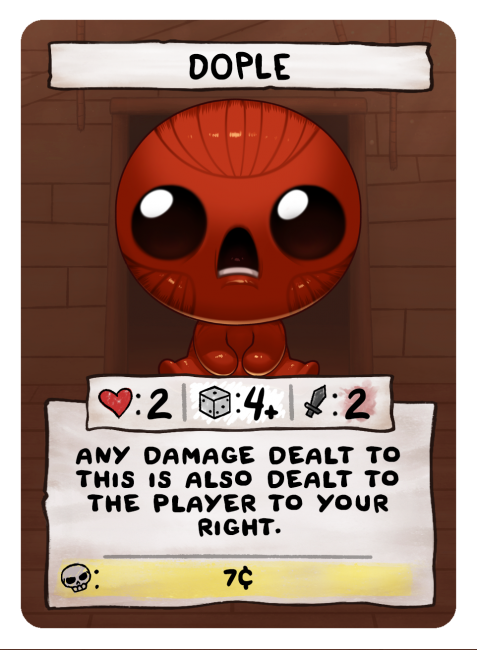 DOPLE
:2 :4+ :2
ANY DAMAGE DEALT TO
THIS IS ALSO DEALT TO
THE PLAYER TO YOUR
RIGHT.
: 7¢